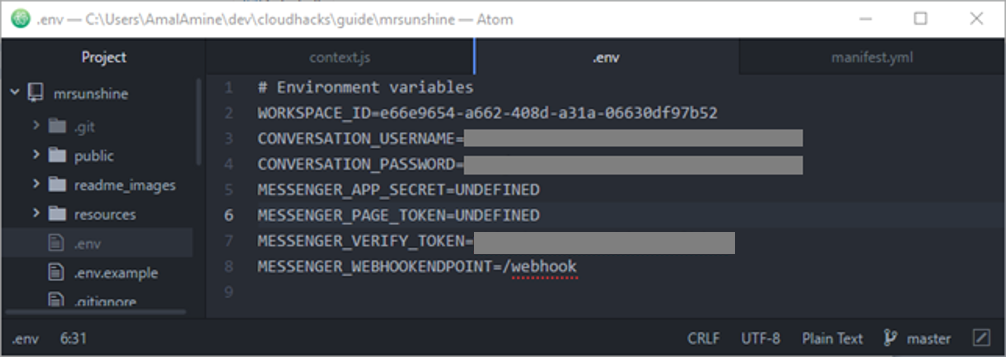 .env — C:\Users\AmalAmine\dev\cloudhacks\guide\mrsunshine — Atom
Project
context.js
.env
manifest.yml
mrsunshine
.git
public
readme_images
resources
.env
.env.example
.gitignore
1 # Environment variables
2 WORKSPACE_ID=e66e9654-a662-408d-a31a-06630df97b52
3 CONVERSATION_USERNAME=
4 CONVERSATION_PASSWORD=
5 MESSENGER_APP_SECRET=UNDEFINED
6 MESSENGER_PAGE_TOKEN=UNDEFINED
7 MESSENGER_VERIFY_TOKEN=
8 MESSENGER_WEBHOOKENDPOINT=/webhook
9
.env 6:31 CRLF UTF-8 Plain Text master